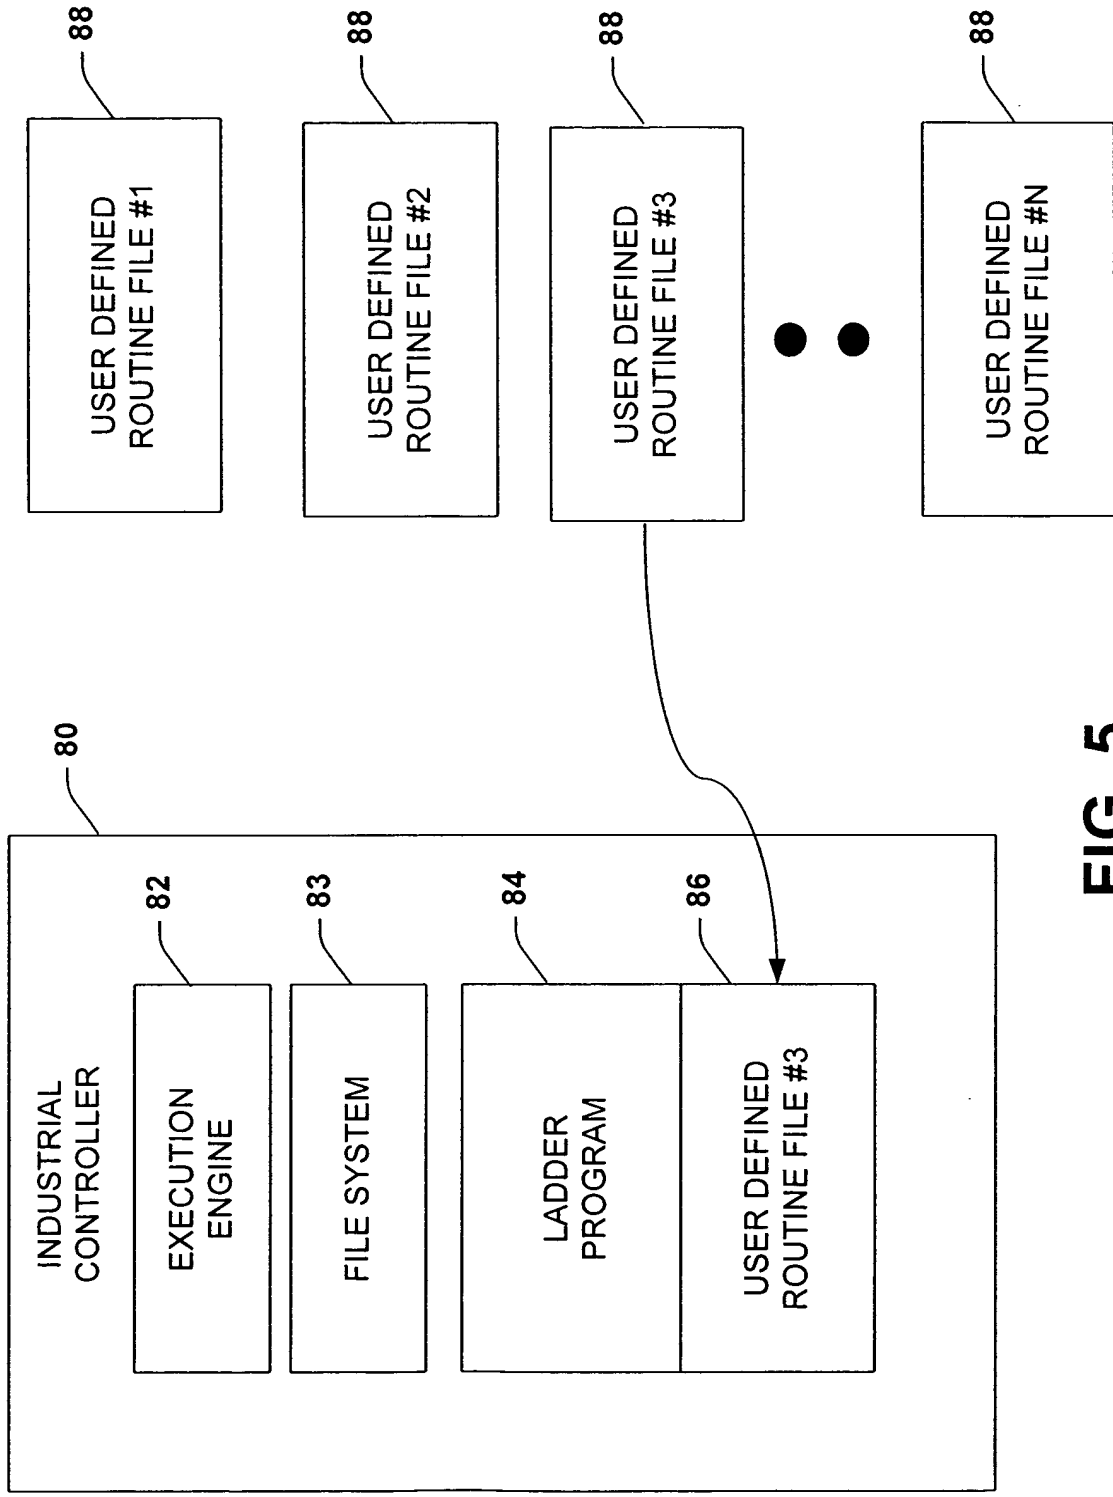 INDUSTRIAL
CONTROLLER
80
EXECUTION
ENGINE
82
FILE SYSTEM
83
LADDER
PROGRAM
84
USER DEFINED
ROUTINE FILE #3
86
USER DEFINED
ROUTINE FILE #1
88
USER DEFINED
ROUTINE FILE #2
88
USER DEFINED
ROUTINE FILE #3
88
USER DEFINED
ROUTINE FILE #N
88
FIG. 5